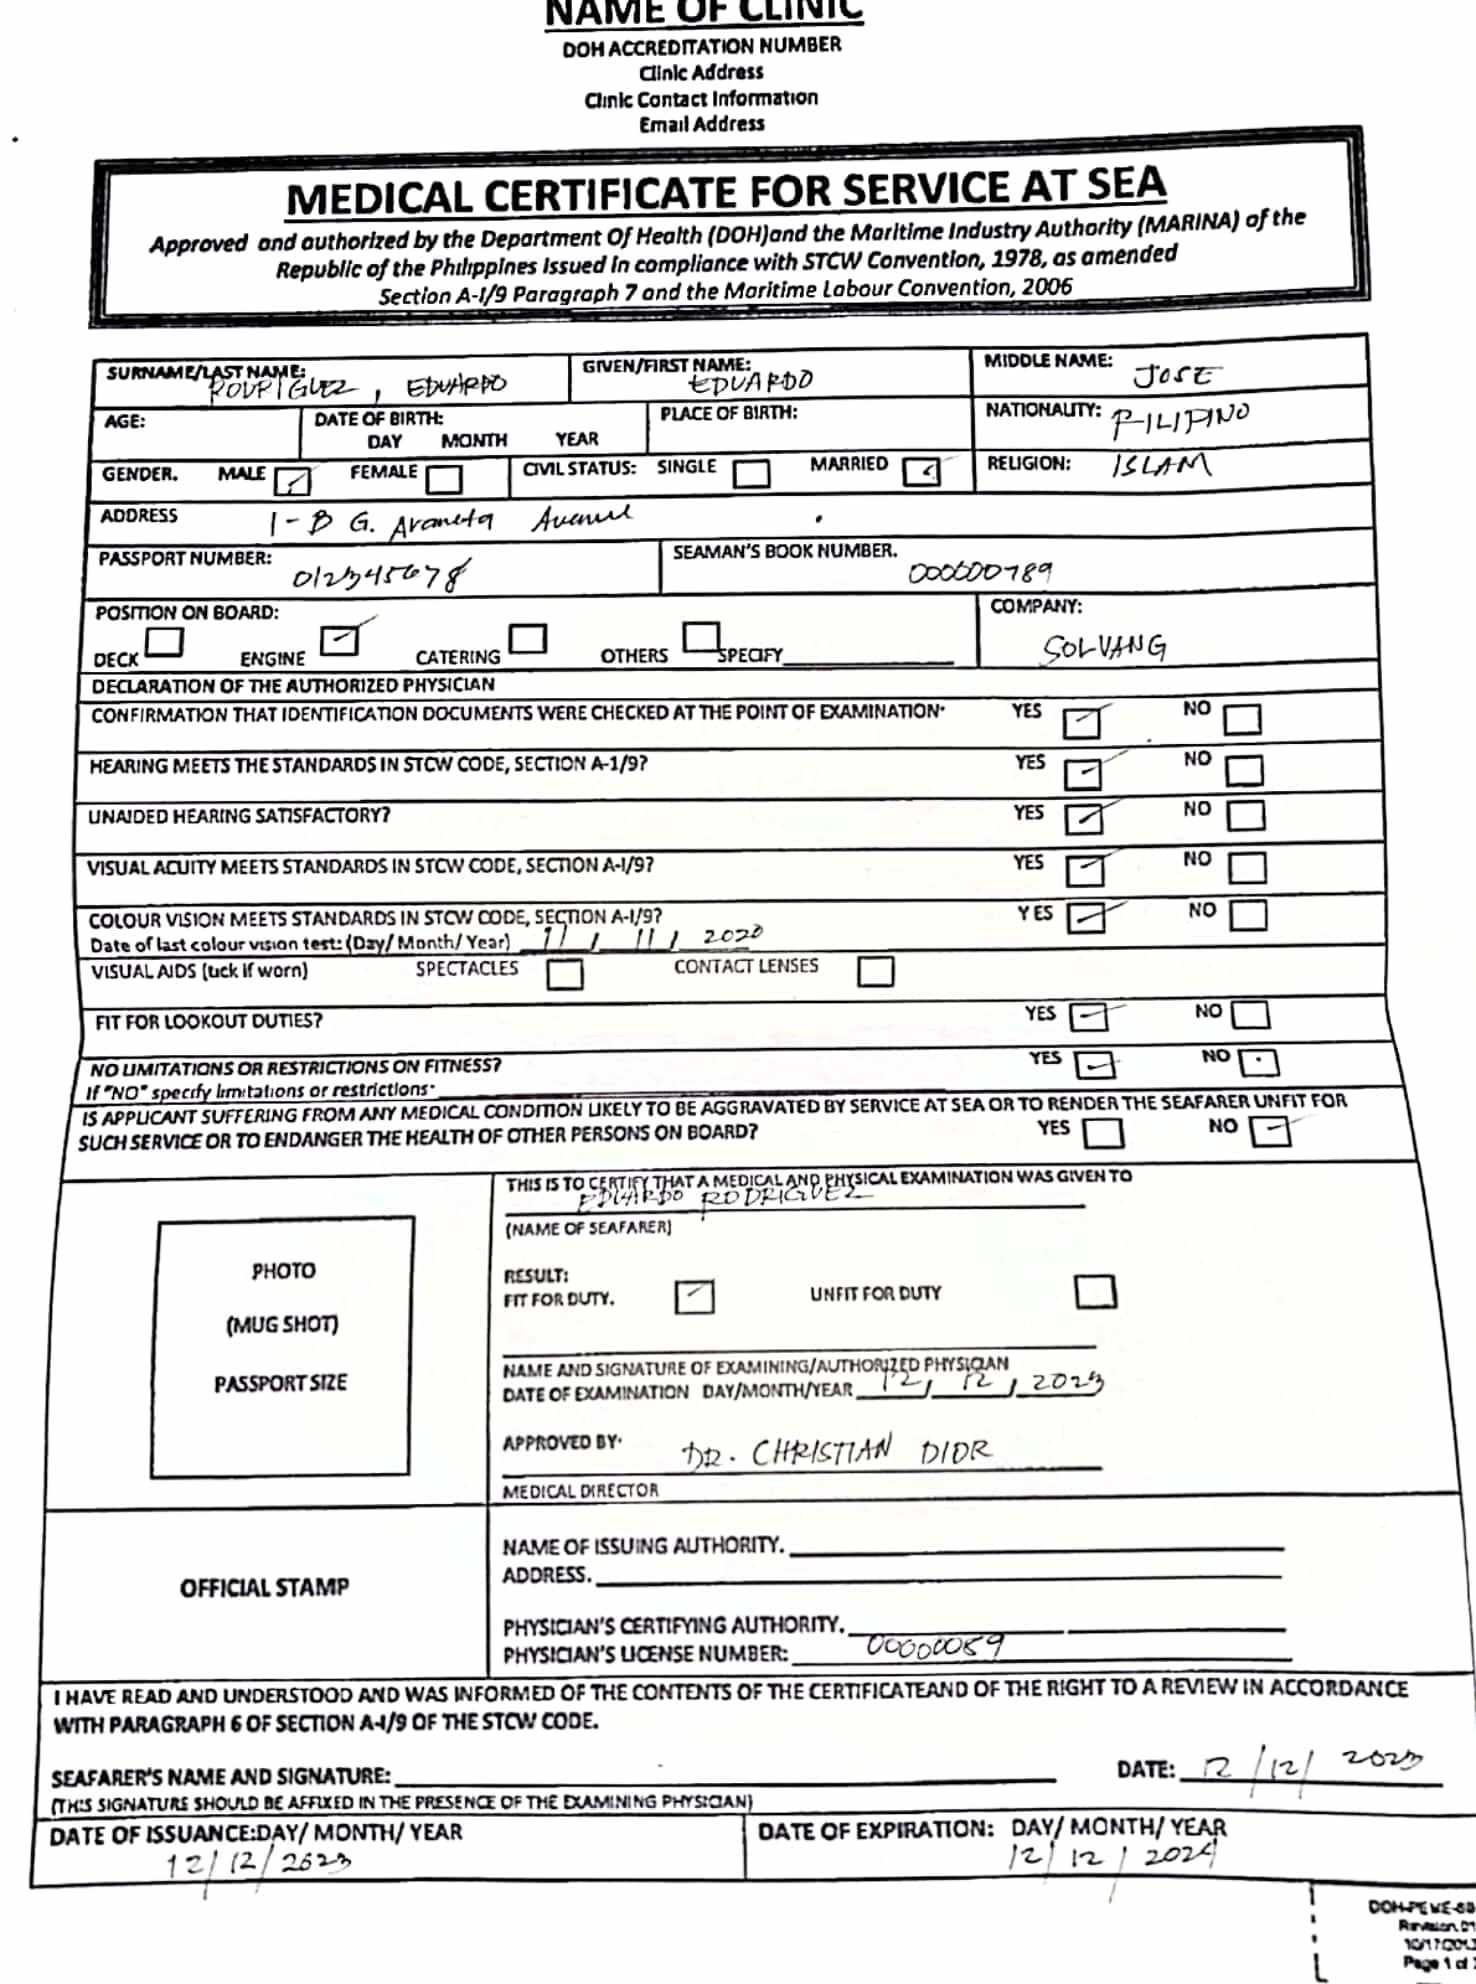 NAME OF CLINIC
DOH ACCREDITATION NUMBER
Clinic Address
Clinic Contact Information
Email Address
MEDICAL CERTIFICATE FOR SERVICE AT SEA
Approved and authorized by the Department Of Health (DOH)and the Maritime Industry Authority (MARINA) of the
Republic of the Philippines Issued in compliance with STCW Convention, 1978, as amended
Section A-I/9 Paragraph 7 and the Maritime Labour Convention, 2006
SURNAME/LAST NAME: GIVEN/FIRST NAME: MIDDLE NAME:
RODRIGUEZ, EDUARDO EDUARDO JOSE
AGE: DATE OF BIRTH: PLACE OF BIRTH: NATIONALITY: FILIPINO
DAY MONTH YEAR
GENDER. MALE FEMALE CIVIL STATUS: SINGLE MARRIED RELIGION: ISLAM
ADDRESS 1-B G. Araneta Avenue
PASSPORT NUMBER: 012345678 SEAMAN'S BOOK NUMBER. 000000789
POSITION ON BOARD: COMPANY:
DECK ENGINE CATERING OTHERS SPECIFY SOLVANG
DECLARATION OF THE AUTHORIZED PHYSICIAN
CONFIRMATION THAT IDENTIFICATION DOCUMENTS WERE CHECKED AT THE POINT OF EXAMINATION· YES NO
HEARING MEETS THE STANDARDS IN STCW CODE, SECTION A-1/9? YES NO
UNAIDED HEARING SATISFACTORY? YES NO
VISUAL ACUITY MEETS STANDARDS IN STCW CODE, SECTION A-I/9? YES NO
COLOUR VISION MEETS STANDARDS IN STCW CODE, SECTION A-I/9? YES NO
Date of last colour vision test: (Day/ Month/ Year) 11 / 11 / 2020
VISUAL AIDS (tick if worn) SPECTACLES CONTACT LENSES
FIT FOR LOOKOUT DUTIES? YES NO
NO LIMITATIONS OR RESTRICTIONS ON FITNESS? YES NO
If "NO" specify limitations or restrictions·
IS APPLICANT SUFFERING FROM ANY MEDICAL CONDITION LIKELY TO BE AGGRAVATED BY SERVICE AT SEA OR TO RENDER THE SEAFARER UNFIT FOR
SUCH SERVICE OR TO ENDANGER THE HEALTH OF OTHER PERSONS ON BOARD? YES NO
PHOTO
(MUG SHOT)
PASSPORT SIZE
THIS IS TO CERTIFY THAT A MEDICAL AND PHYSICAL EXAMINATION WAS GIVEN TO
EDUARDO RODRIGUEZ
(NAME OF SEAFARER)
RESULT:
FIT FOR DUTY. UNFIT FOR DUTY
NAME AND SIGNATURE OF EXAMINING/AUTHORIZED PHYSICIAN
DATE OF EXAMINATION DAY/MONTH/YEAR 12 / 12 / 2023
APPROVED BY· DR. CHRISTIAN DIOR
MEDICAL DIRECTOR
OFFICIAL STAMP
NAME OF ISSUING AUTHORITY.
ADDRESS.
PHYSICIAN'S CERTIFYING AUTHORITY.
PHYSICIAN'S LICENSE NUMBER: 00000059
I HAVE READ AND UNDERSTOOD AND WAS INFORMED OF THE CONTENTS OF THE CERTIFICATEAND OF THE RIGHT TO A REVIEW IN ACCORDANCE
WITH PARAGRAPH 6 OF SECTION A-I/9 OF THE STCW CODE.
SEAFARER'S NAME AND SIGNATURE: DATE: 12/12/ 2023
(THIS SIGNATURE SHOULD BE AFFIXED IN THE PRESENCE OF THE EXAMINING PHYSICIAN)
DATE OF ISSUANCE:DAY/ MONTH/ YEAR DATE OF EXPIRATION: DAY/ MONTH/ YEAR
12/12/2023 12/ 12 / 2024
Revision 01
Page 1 of